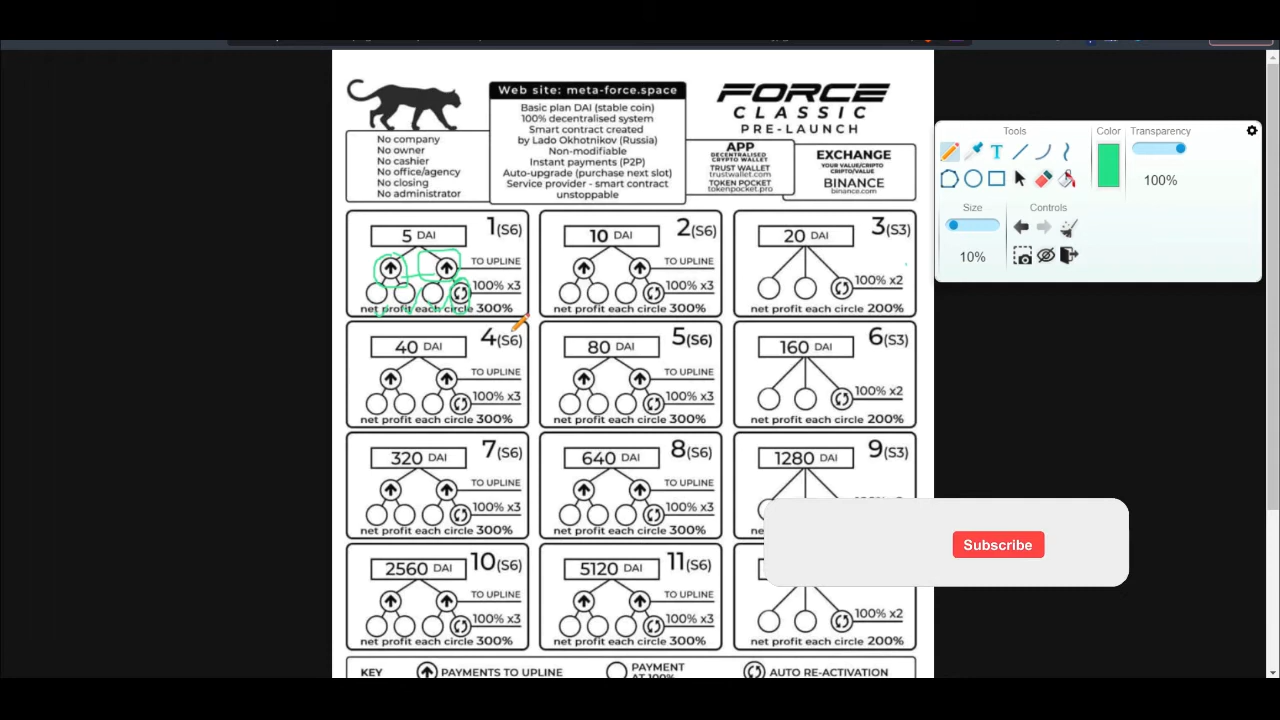 Web site: meta-force.space
Basic plan DAI (stable coin)
100% decentralised system
Smart contract created
by Lado Okhotnikov (Russia)
Non-modifiable
Instant payments (P2P)
Auto-upgrade (purchase next slot)
Service provider - smart contract
unstoppable
FORCE
CLASSIC
PRE-LAUNCH
No company
No owner
No cashier
No office/agency
No closing
No administrator
APP
DECENTRALISED
CRYPTO WALLET
TRUST WALLET
trustwallet.com
TOKEN POCKET
tokenpocket.pro
EXCHANGE
YOUR VALUE/CRIPTO
CRIPTO/VALUE
BINANCE
binance.com
Tools
Color
Transparency
100%
Size
Controls
10%
1(S6)
5 DAI
TO UPLINE
100% x3
net profit each circle 300%
2(S6)
10 DAI
TO UPLINE
100% x3
net profit each circle 300%
3(S3)
20 DAI
100% x2
net profit each circle 200%
4(S6)
40 DAI
TO UPLINE
100% x3
net profit each circle 300%
5(S6)
80 DAI
TO UPLINE
100% x3
net profit each circle 300%
6(S3)
160 DAI
100% x2
net profit each circle 200%
7(S6)
320 DAI
TO UPLINE
100% x3
net profit each circle 300%
8(S6)
640 DAI
TO UPLINE
100% x3
net profit each circle 300%
9(S3)
1280 DAI
Subscribe
10(S6)
2560 DAI
TO UPLINE
100% x3
net profit each circle 300%
11(S6)
5120 DAI
TO UPLINE
100% x3
net profit each circle 300%
100% x2
net profit each circle 200%
KEY
PAYMENTS TO UPLINE
PAYMENT
AT 100%
AUTO RE-ACTIVATION